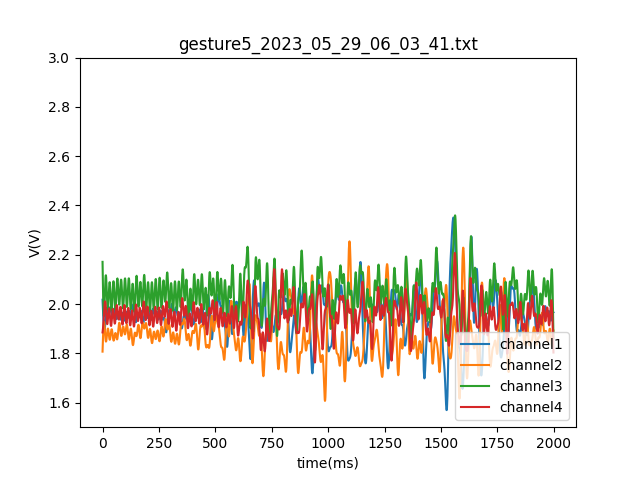 gesture5_2023_05_29_06_03_41.txt
3.0
2.8
2.6
2.4
2.2
2.0
1.8
1.6
V(V)
channel1
channel2
channel3
channel4
0 250 500 750 1000 1250 1500 1750 2000
time(ms)